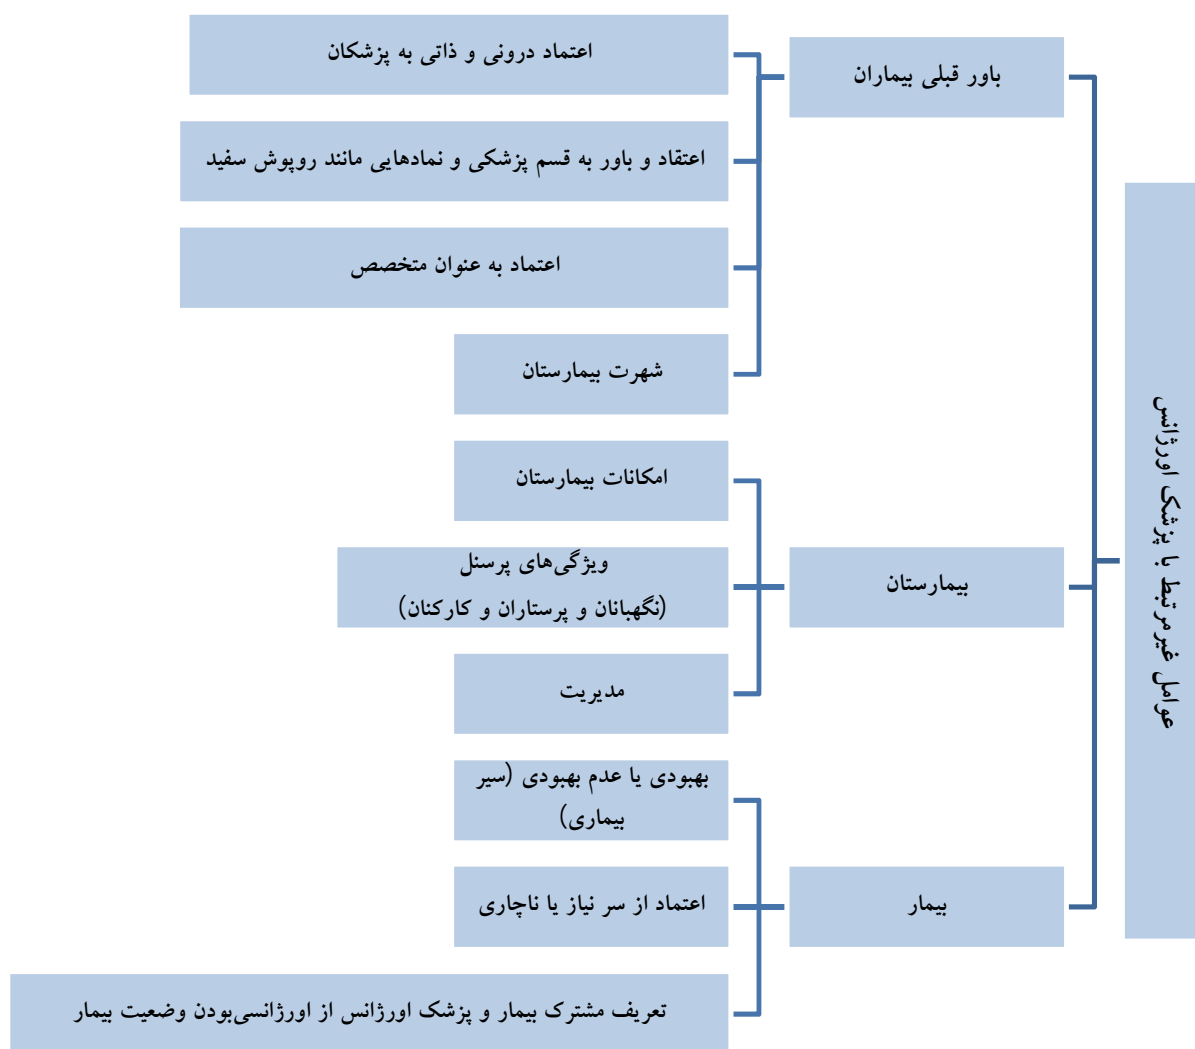 عوامل غیرمرتبط با پزشک اورژانس
باور قبلی بیماران
اعتماد درونی و ذاتی به پزشکان
اعتقاد و باور به قسم پزشکی و نمادهایی مانند روپوش سفید
اعتماد به عنوان متخصص
شهرت بیمارستان
بیمارستان
امکانات بیمارستان
ویژگی‌های پرسنل
(نگهبانان و پرستاران و کارکنان)
مدیریت
بیمار
بهبودی یا عدم بهبودی (سیر
بیماری)
اعتماد از سر نیاز یا ناچاری
تعریف مشترک بیمار و پزشک اورژانس از اورژانسی‌بودن وضعیت بیمار